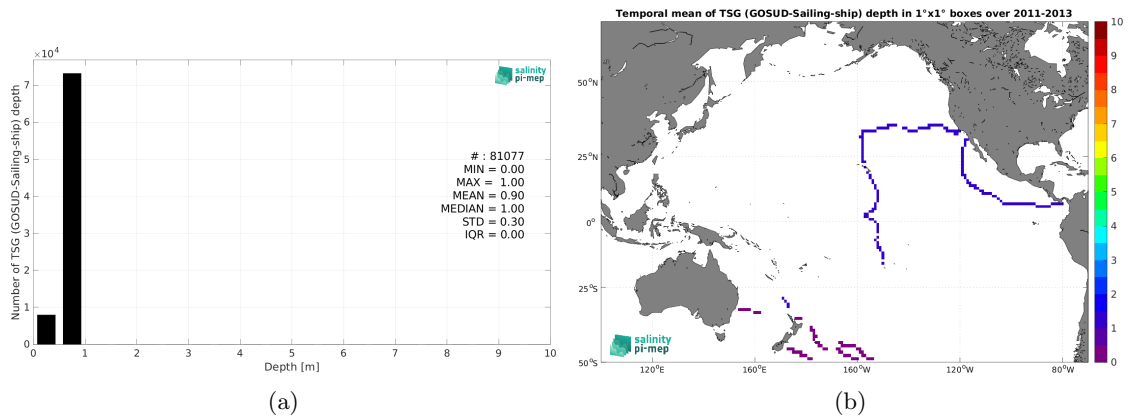 ×10⁴
7
6
5
4
3
2
1
0
Number of TSG (GOSUD-Sailing-ship) depth
salinity
pi-mep
# : 81077
MIN = 0.00
MAX = 1.00
MEAN = 0.90
MEDIAN = 1.00
STD = 0.30
IQR = 0.00
0 1 2 3 4 5 6 7 8 9 10
Depth [m]
(a)
Temporal mean of TSG (GOSUD-Sailing-ship) depth in 1°x1° boxes over 2011-2013
50°N
25°N
0°
25°S
50°S
salinity
pi-mep
120°E 160°E 160°W 120°W 80°W
10
9
8
7
6
5
4
3
2
1
0
(b)